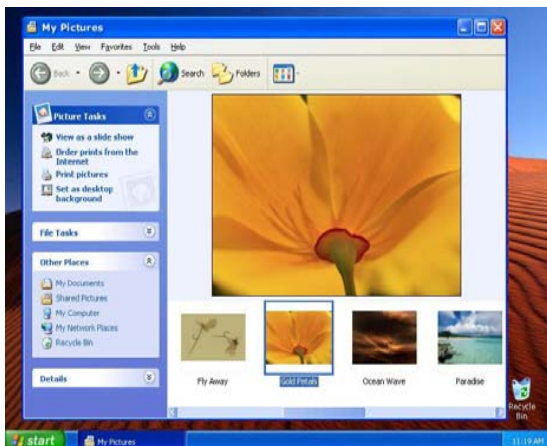 My Pictures
File Edit View Favorites Tools Help
Back Search Folders
Picture Tasks
View as a slide show
Order prints from the
Internet
Print pictures
Set as desktop
background
File Tasks
Other Places
My Documents
Shared Pictures
My Computer
My Network Places
Recycle Bin
Details
Fly Away Gold Petals Ocean Wave Paradise
Recycle
Bin
start My Pictures 11:19 AM